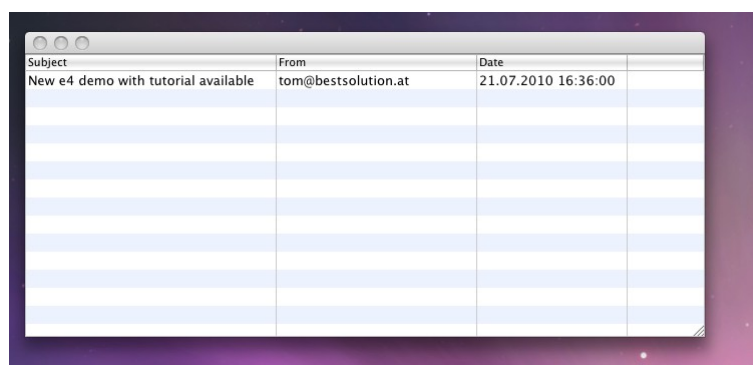 Subject From Date
New e4 demo with tutorial available tom@bestsolution.at 21.07.2010 16:36:00